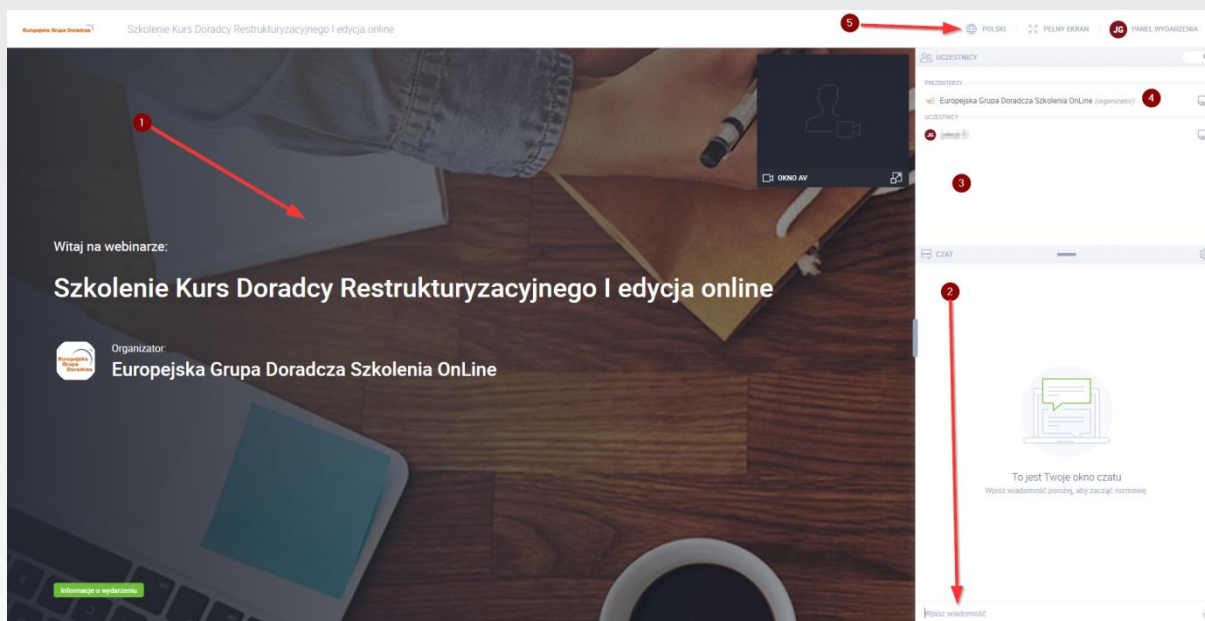 Europejska Grupa Doradcza
Szkolenie Kurs Doradcy Restrukturyzacyjnego I edycja online
5
POLSKI
PEŁNY EKRAN
JG
PANEL WYDARZENIA
UCZESTNICY
PREZENTERZY
Europejska Grupa Doradcza Szkolenia OnLine (organizator)
4
UCZESTNICY
JG
3
1
OKNO AV
CZAT
2
Witaj na webinarze:
Szkolenie Kurs Doradcy Restrukturyzacyjnego I edycja online
Europejska
Grupa
Doradcza
Organizator:
Europejska Grupa Doradcza Szkolenia OnLine
To jest Twoje okno czatu
Wpisz wiadomość poniżej, aby zacząć rozmowę.
Informacje o wydarzeniu
Wpisz wiadomość